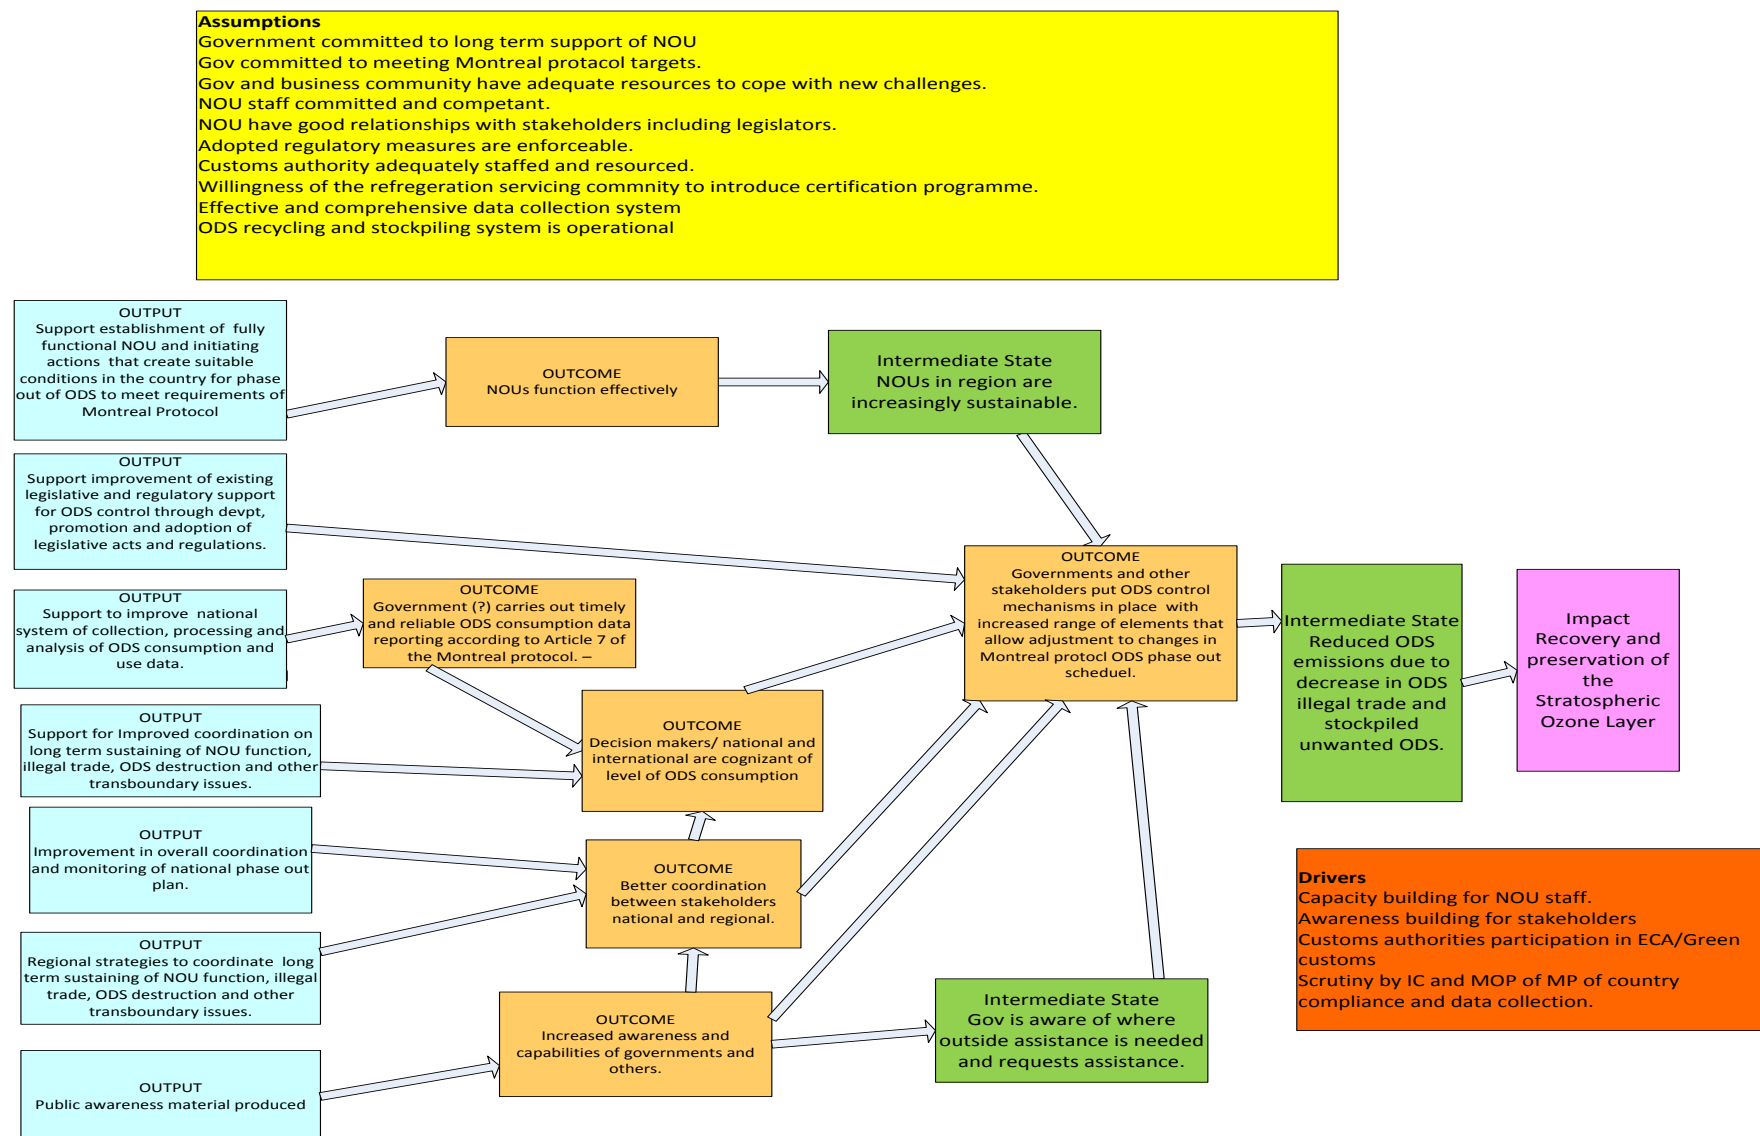 Assumptions
Government committed to long term support of NOU
Gov committed to meeting Montreal protacol targets.
Gov and business community have adequate resources to cope with new challenges.
NOU staff committed and competant.
NOU have good relationships with stakeholders including legislators.
Adopted regulatory measures are enforceable.
Customs authority adequately staffed and resourced.
Willingness of the refregeration servicing commnity to introduce certification programme.
Effective and comprehensive data collection system
ODS recycling and stockpiling system is operational
OUTPUT
Support establishment of fully
functional NOU and initiating
actions that create suitable
conditions in the country for phase
out of ODS to meet requirements of
Montreal Protocol
OUTCOME
NOUs function effectively
Intermediate State
NOUs in region are
increasingly sustainable.
OUTPUT
Support improvement of existing
legislative and regulatory support
for ODS control through devpt,
promotion and adoption of
legislative acts and regulations.
OUTPUT
Support to improve national
system of collection, processing and
analysis of ODS consumption and
use data.
OUTCOME
Government (?) carries out timely
and reliable ODS consumption data
reporting according to Article 7 of
the Montreal protocol. –
OUTCOME
Governments and other
stakeholders put ODS control
mechanisms in place with
increased range of elements that
allow adjustment to changes in
Montreal protocl ODS phase out
scheduel.
Intermediate State
Reduced ODS
emissions due to
decrease in ODS
illegal trade and
stockpiled
unwanted ODS.
Impact
Recovery and
preservation of
the
Stratospheric
Ozone Layer
OUTPUT
Support for Improved coordination on
long term sustaining of NOU function,
illegal trade, ODS destruction and other
transboundary issues.
OUTCOME
Decision makers/ national and
international are cognizant of
level of ODS consumption
OUTPUT
Improvement in overall coordination
and monitoring of national phase out
plan.
OUTCOME
Better coordination
between stakeholders
national and regional.
Drivers
Capacity building for NOU staff.
Awareness building for stakeholders
Customs authorities participation in ECA/Green
customs
Scrutiny by IC and MOP of MP of country
compliance and data collection.
OUTPUT
Regional strategies to coordinate long
term sustaining of NOU function, illegal
trade, ODS destruction and other
transboundary issues.
OUTCOME
Increased awareness and
capabilities of governments and
others.
Intermediate State
Gov is aware of where
outside assistance is needed
and requests assistance.
OUTPUT
Public awareness material produced